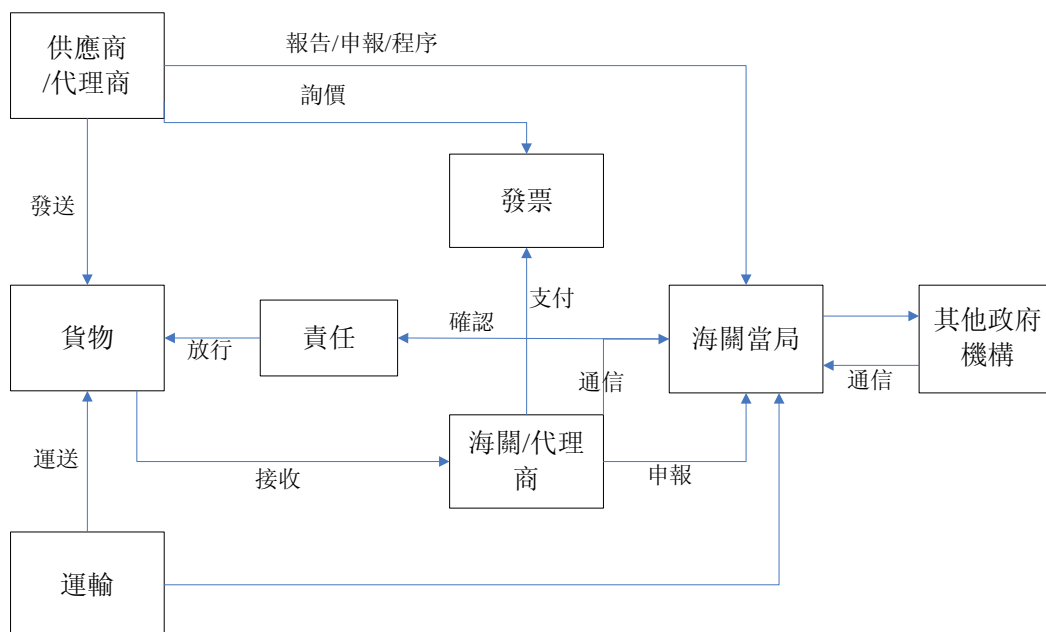 供應商
/代理商
報告/申報/程序
詢價
發票
發送
支付
貨物
責任
確認
海關當局
其他政府
機構
放行
通信
通信
海關/代理
商
運送
接收
申報
運輸